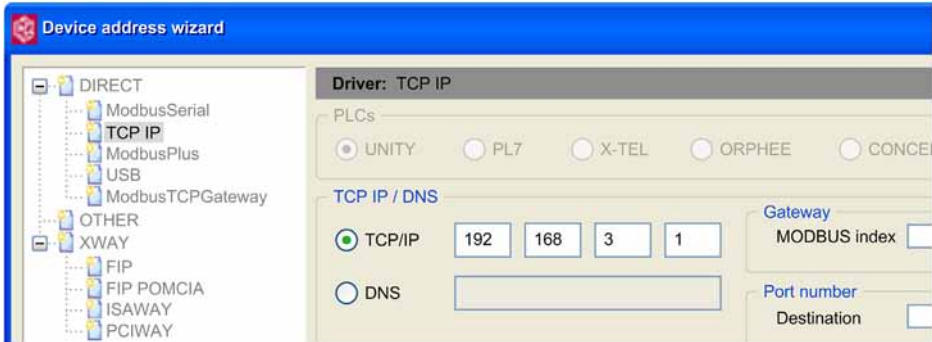 Device address wizard
DIRECT
ModbusSerial
TCP IP
ModbusPlus
USB
ModbusTCPGateway
OTHER
XWAY
FIP
FIP POMCIA
ISAWAY
PCIWAY
Driver: TCP IP
PLCs
UNITY PL7 X-TEL ORPHEE
TCP IP / DNS
TCP/IP 192 168 3 1
DNS
Gateway
MODBUS index
Port number
Destination